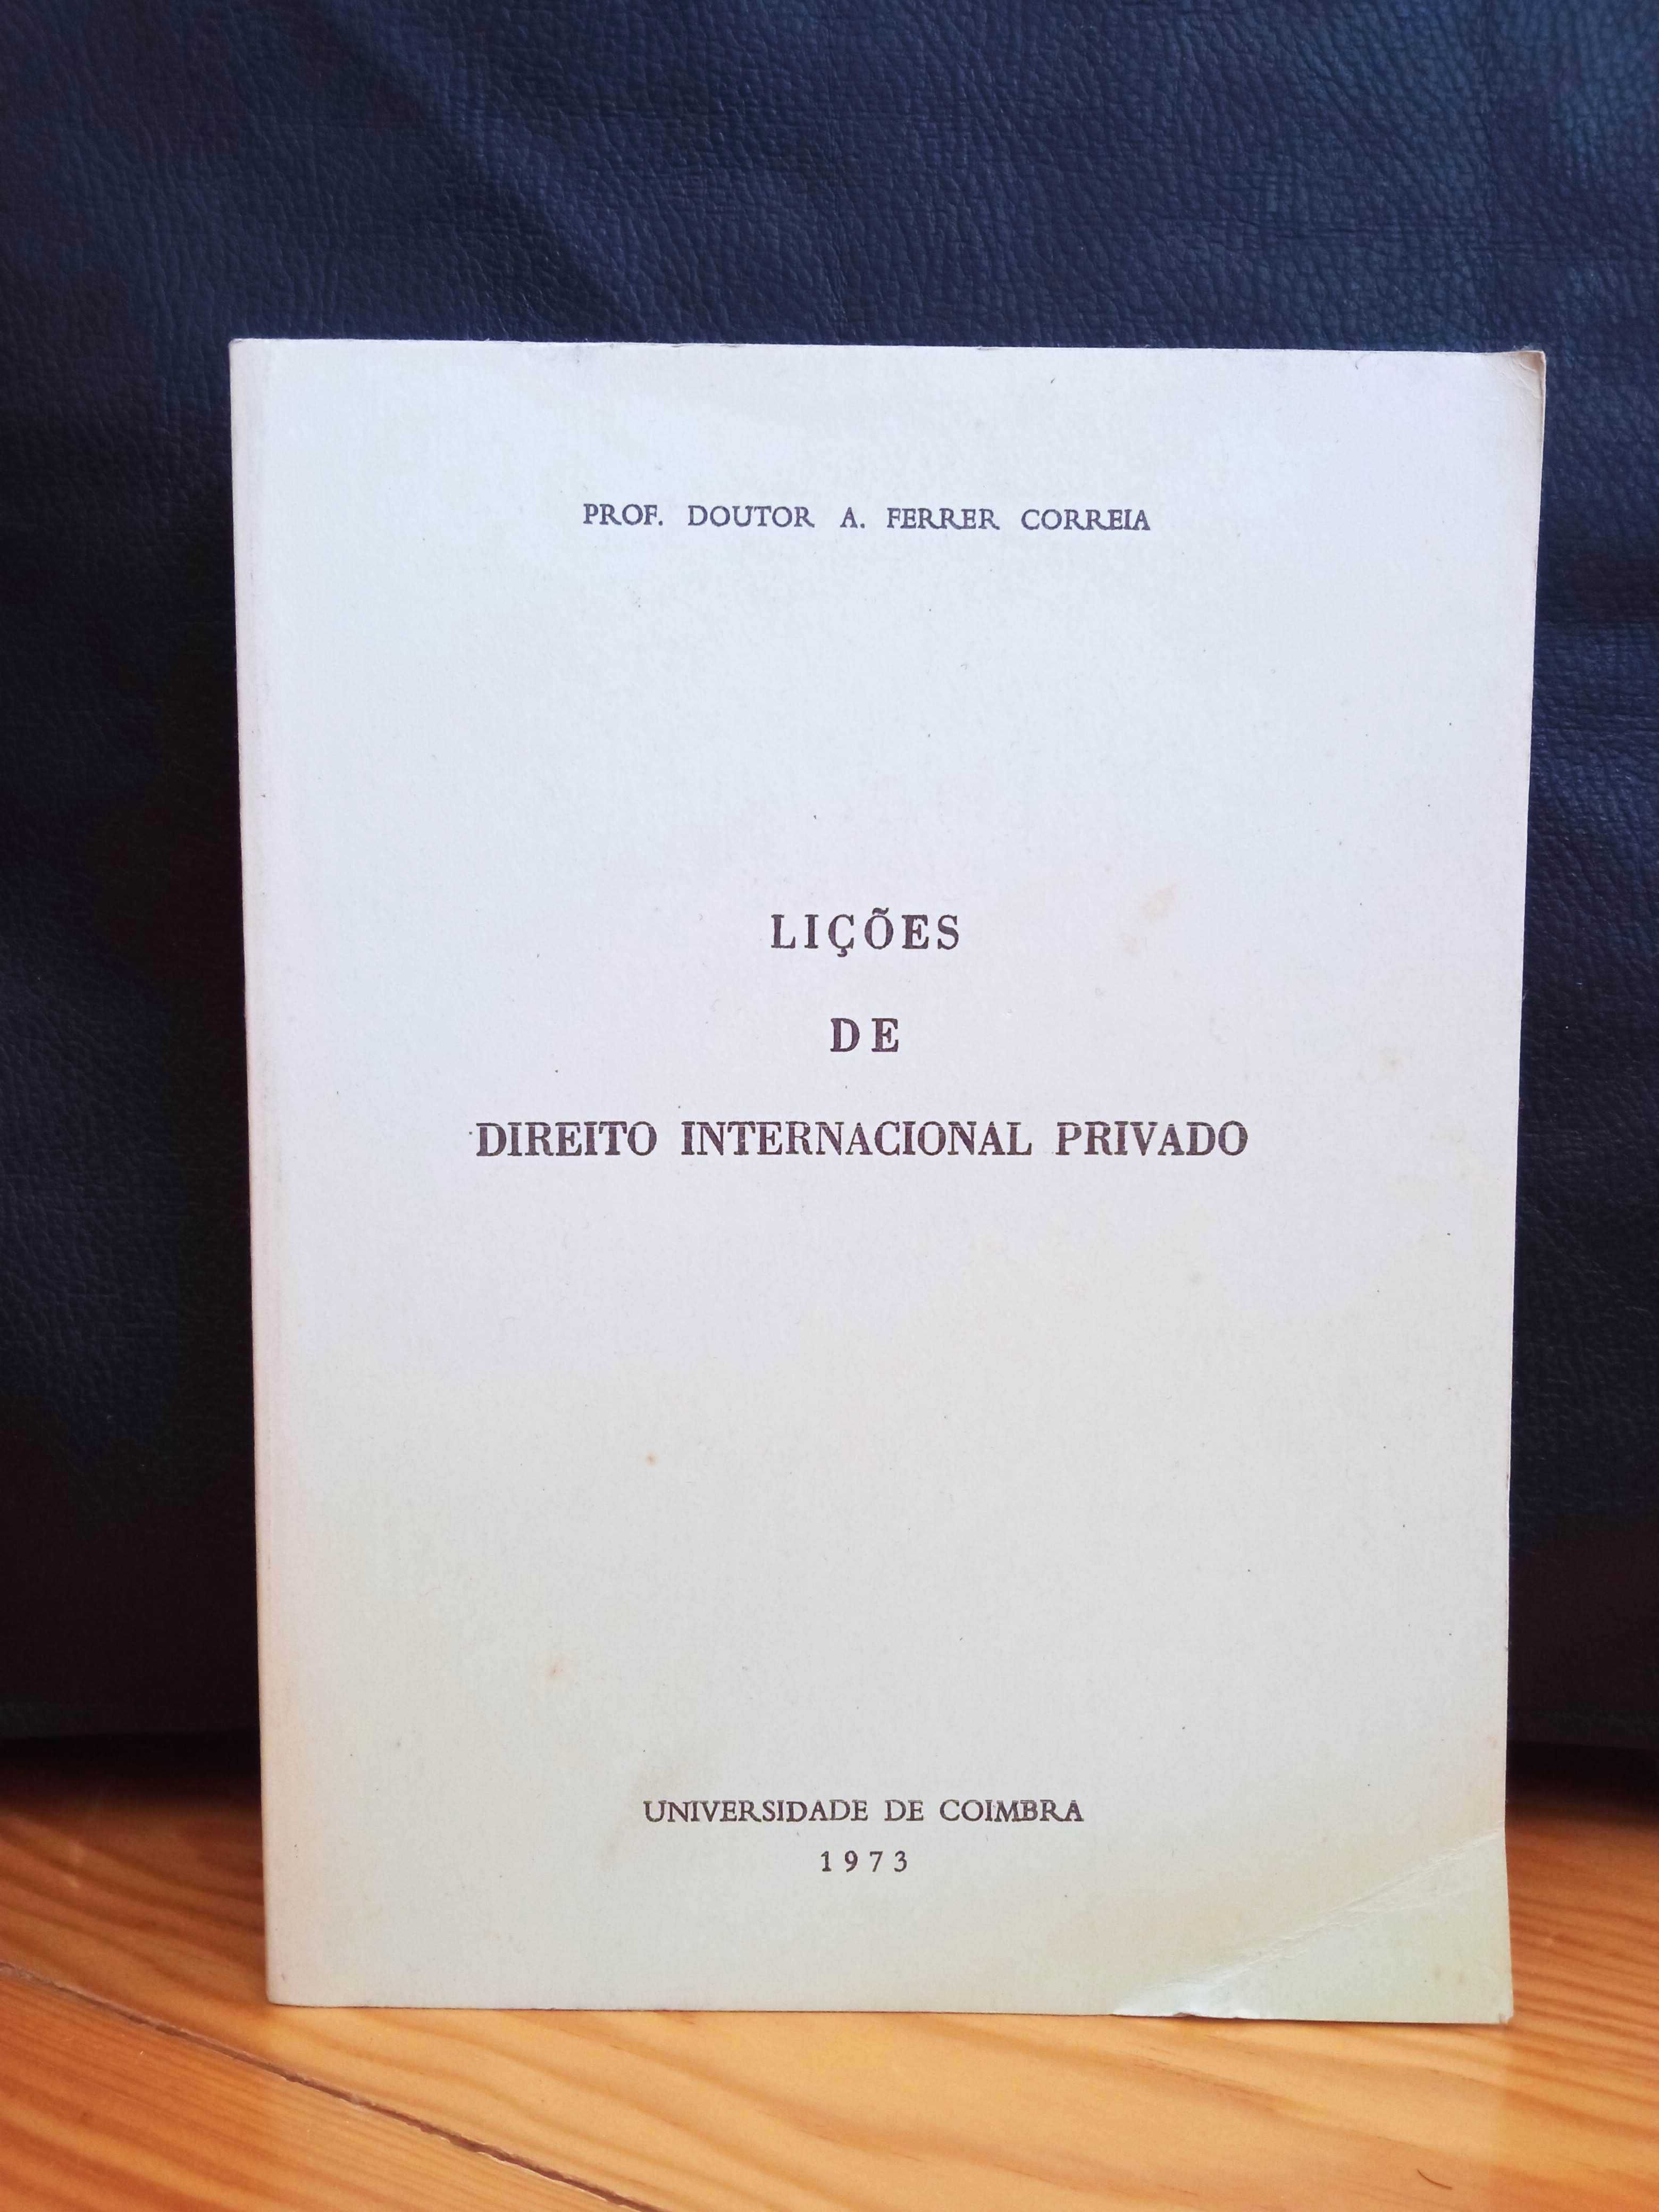 PROF. DOUTOR A. FERRER CORREIA
LIÇÕES
DE
DIREITO INTERNACIONAL PRIVADO
UNIVERSIDADE DE COIMBRA
1973